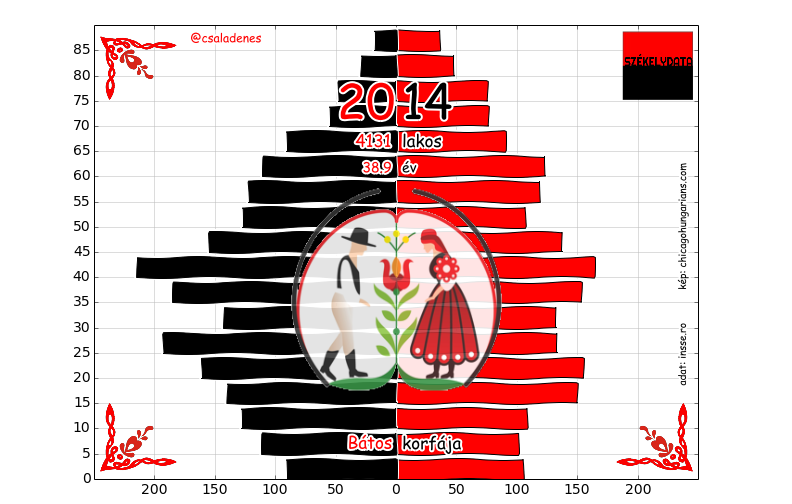 @csaladenes
SZÉKELYDATA
2014
4131 lakos
38.9 év
kép: chicagohungarians.com
adat: insse.ro
Bátos korfája
85
80
75
70
65
60
55
50
45
40
35
30
25
20
15
10
5
0
200 150 100 50 0 50 100 150 200